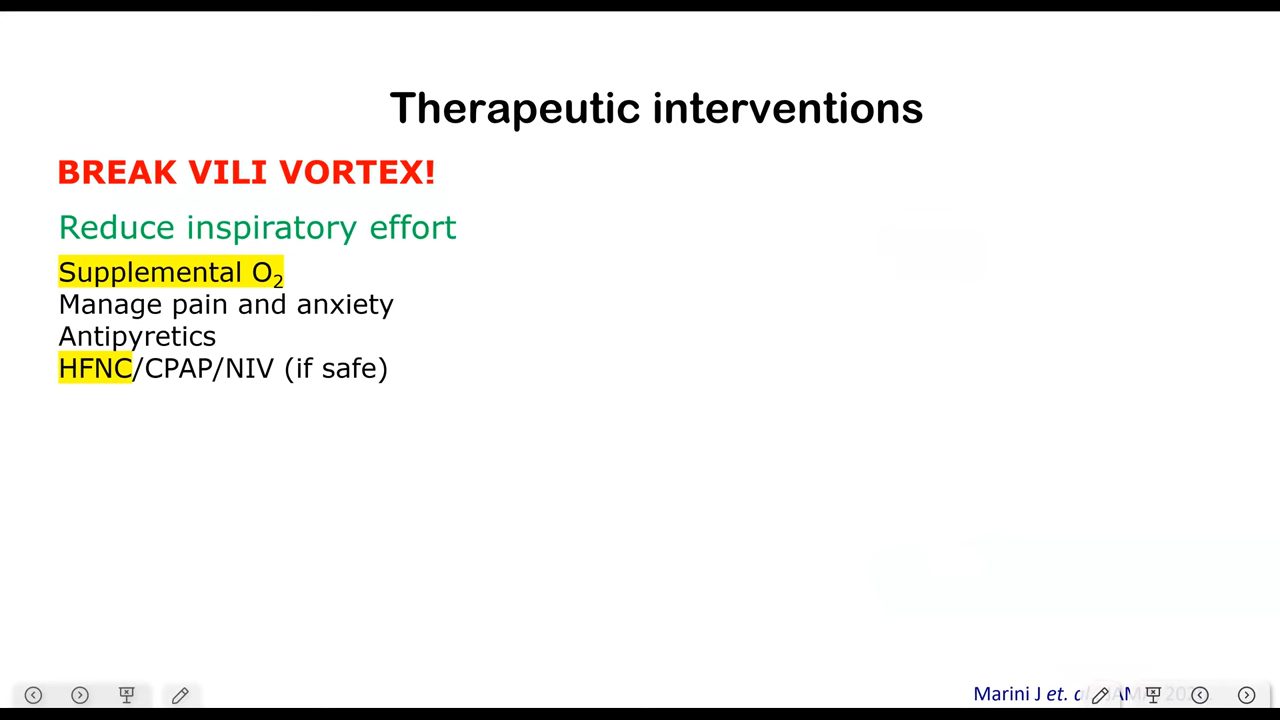 Therapeutic interventions
BREAK VILI VORTEX!
Reduce inspiratory effort
Supplemental O₂
Manage pain and anxiety
Antipyretics
HFNC/CPAP/NIV (if safe)
Marini J et. al